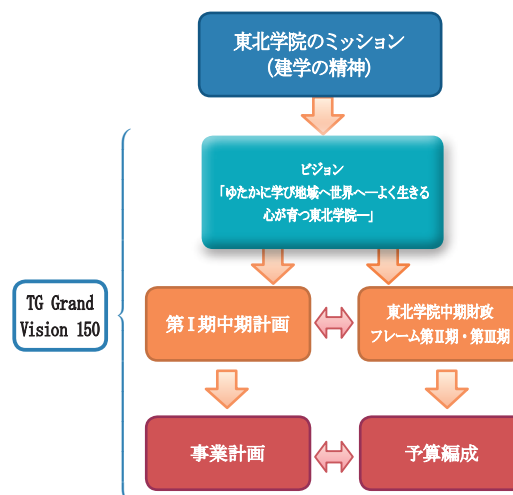 東北学院のミッション
(建学の精神)
ビジョン
「ゆたかに学び地域へ世界へ―よく生きる
心が育つ東北学院―」
TG Grand
Vision 150
第Ⅰ期中期計画
東北学院中期財政
フレーム第Ⅱ期・第Ⅲ期
事業計画
予算編成